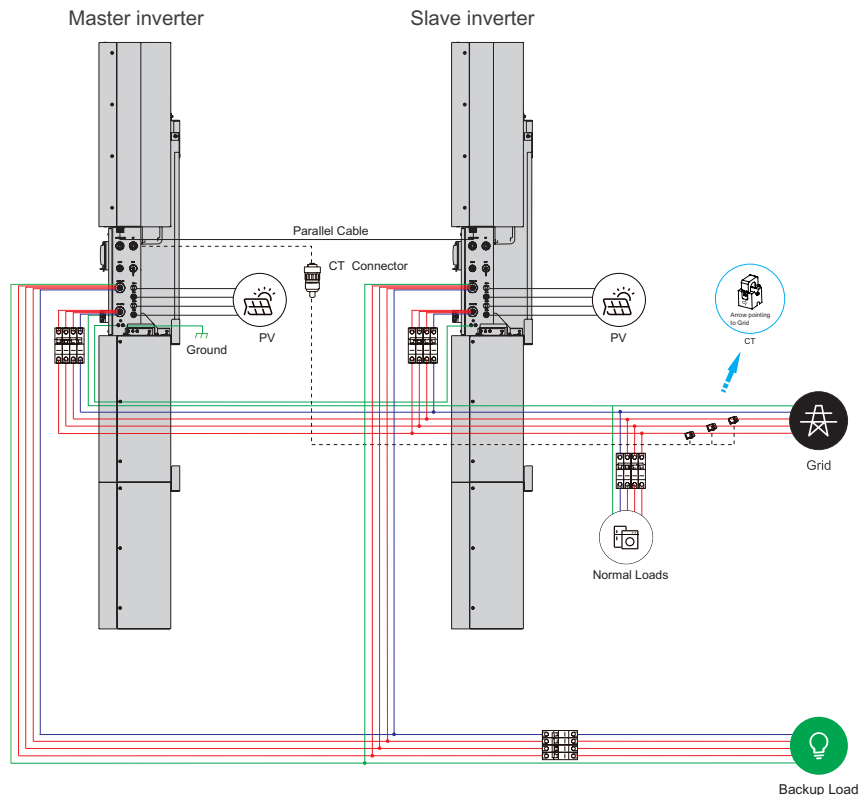 Master inverter
Slave inverter
Parallel Cable
CT Connector
PV
Ground
PV
Arrow pointing
to Grid
CT
Grid
Normal Loads
Backup Load